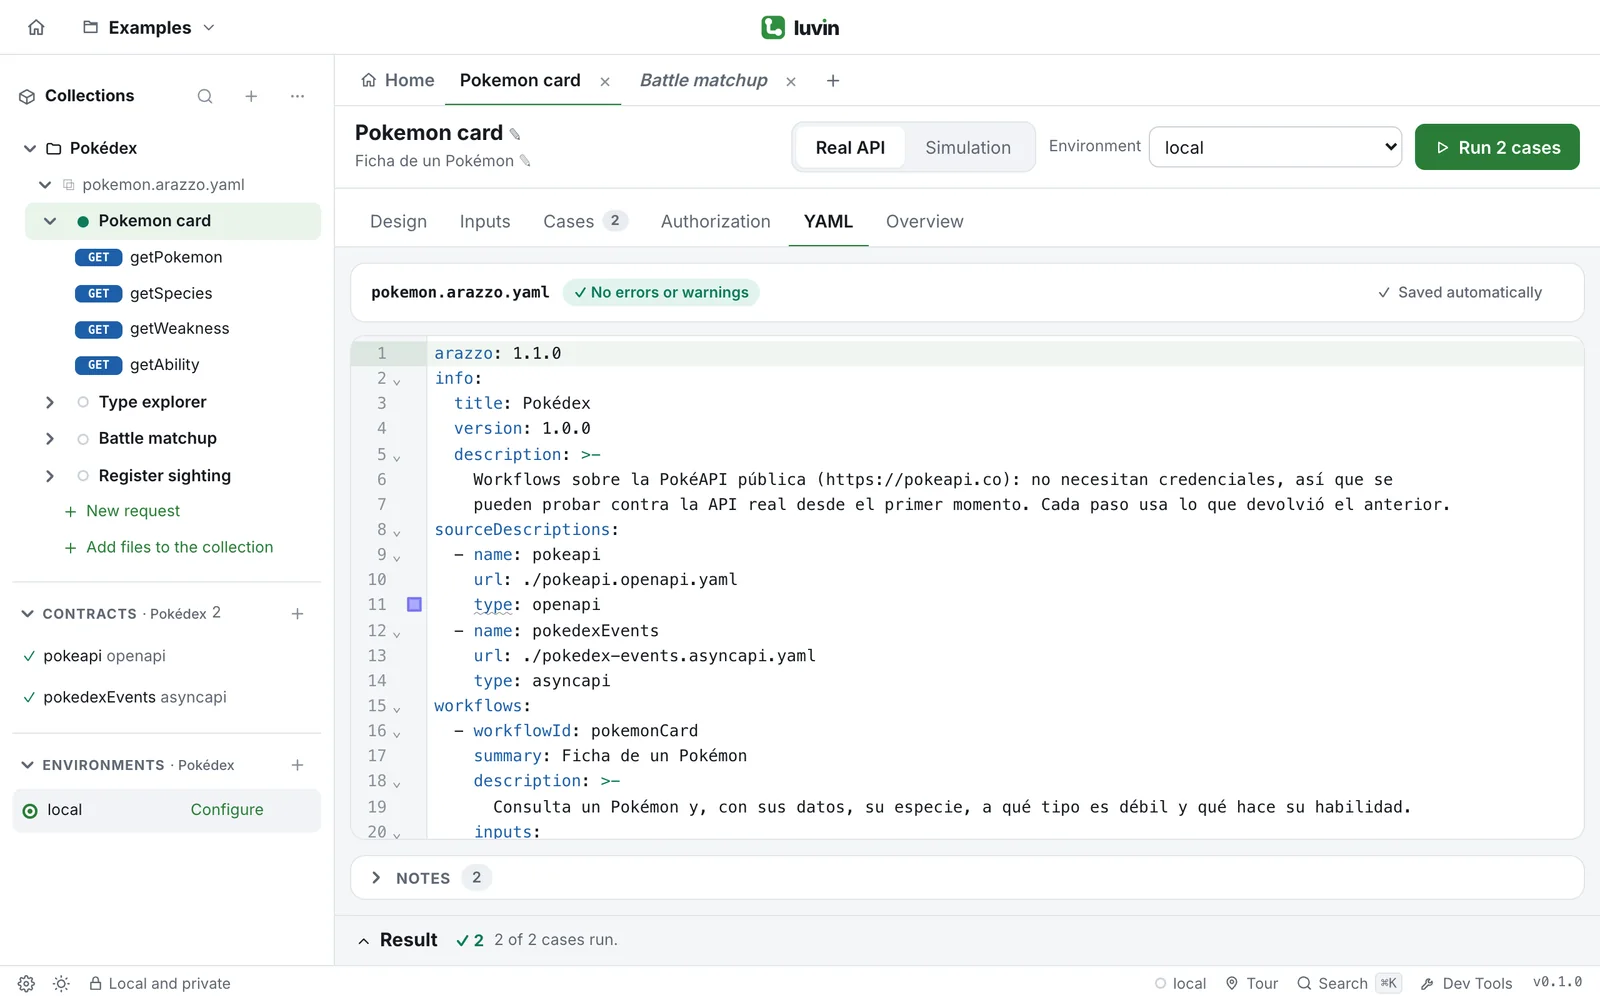 Examples
luvin
Collections
Pokédex
pokemon.arazzo.yaml
Pokemon card
GET getPokemon
GET getSpecies
GET getWeakness
GET getAbility
Type explorer
Battle matchup
Register sighting
+ New request
+ Add files to the collection
CONTRACTS · Pokédex 2
pokeapi openapi
pokedexEvents asyncapi
ENVIRONMENTS · Pokédex
local Configure
Home Pokemon card Battle matchup
Pokemon card
Ficha de un Pokémon
Real API Simulation Environment local Run 2 cases
Design Inputs Cases 2 Authorization YAML Overview
pokemon.arazzo.yaml ✓ No errors or warnings ✓ Saved automatically
1 arazzo: 1.1.0
2 info:
3 title: Pokédex
4 version: 1.0.0
5 description: >-
6 Workflows sobre la PokéAPI pública (https://pokeapi.co): no necesitan credenciales, así que se
7 pueden probar contra la API real desde el primer momento. Cada paso usa lo que devolvió el anterior.
8 sourceDescriptions:
9 - name: pokeapi
10 url: ./pokeapi.openapi.yaml
11 type: openapi
12 - name: pokedexEvents
13 url: ./pokedex-events.asyncapi.yaml
14 type: asyncapi
15 workflows:
16 - workflowId: pokemonCard
17 summary: Ficha de un Pokémon
18 description: >-
19 Consulta un Pokémon y, con sus datos, su especie, a qué tipo es débil y qué hace su habilidad.
20 inputs:
NOTES 2
Result ✓ 2 2 of 2 cases run.
Local and private
local Tour Search ⌘K Dev Tools v0.1.0